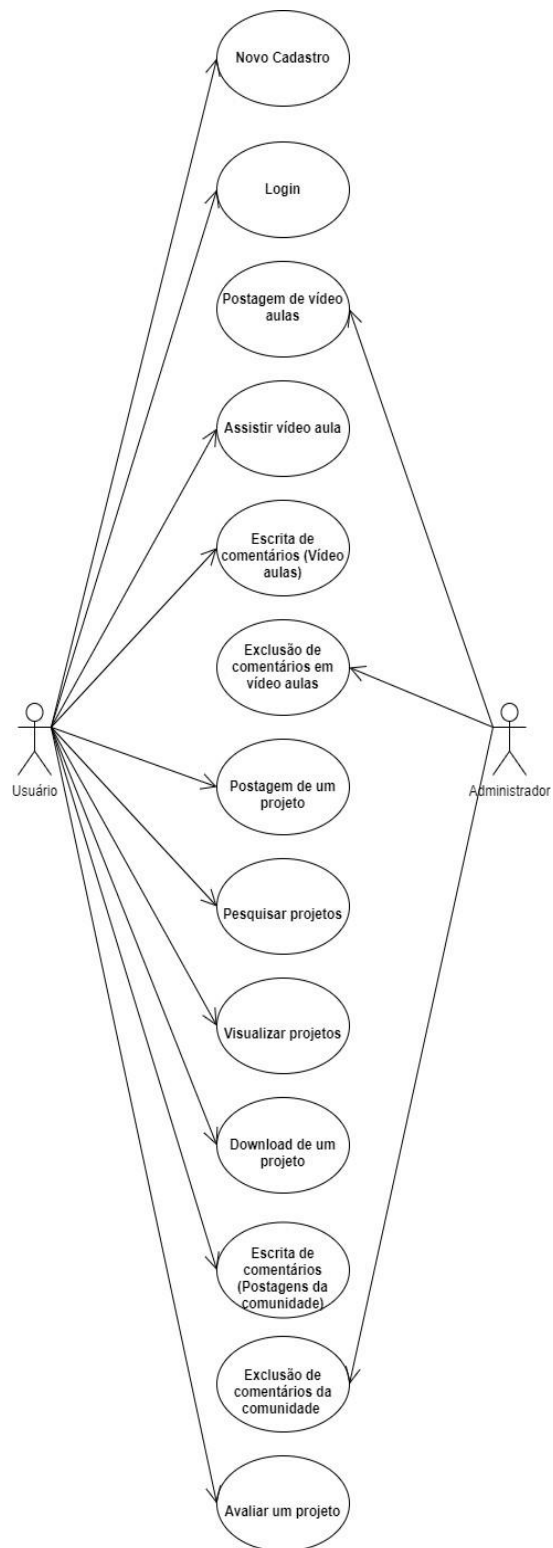 Novo Cadastro
Login
Postagem de vídeo
aulas
Assistir vídeo aula
Escrita de
comentários (Vídeo
aulas)
Exclusão de
comentários em
vídeo aulas
Usuário
Administrador
Postagem de um
projeto
Pesquisar projetos
Visualizar projetos
Download de um
projeto
Escrita de
comentários
(Postagens da
comunidade)
Exclusão de
comentários da
comunidade
Avaliar um projeto